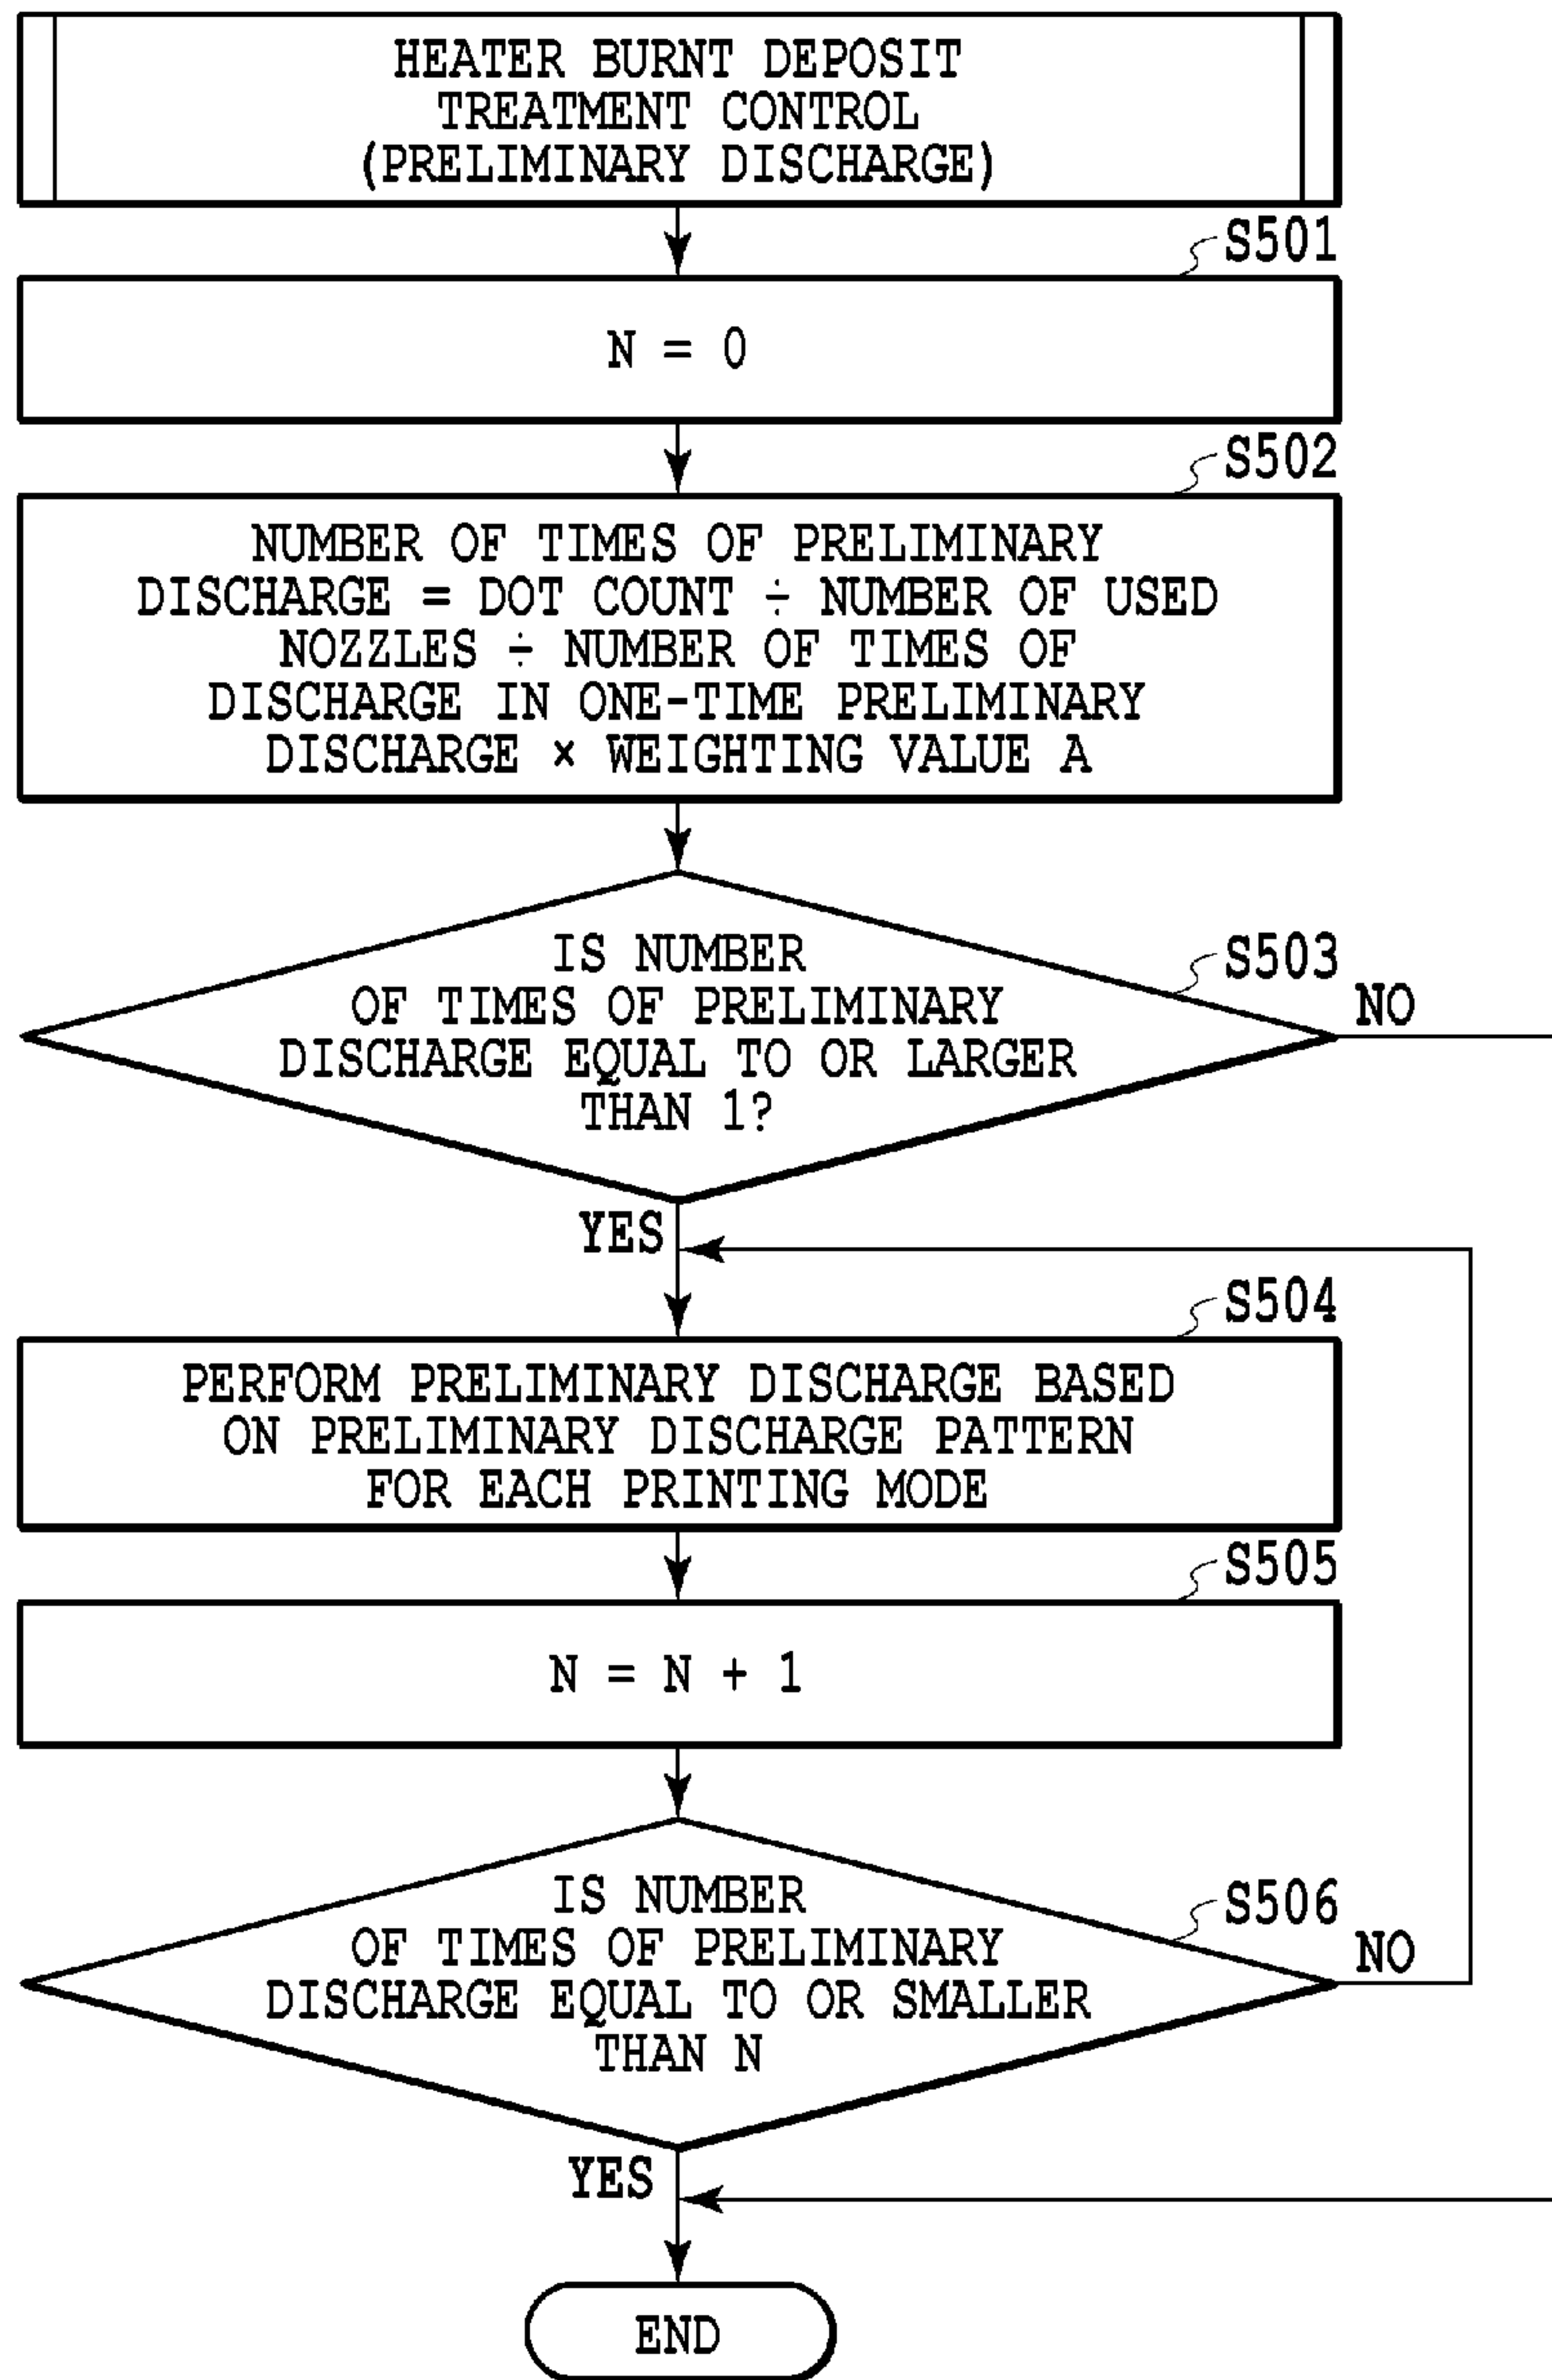 HEATER BURNT DEPOSIT
TREATMENT CONTROL
(PRELIMINARY DISCHARGE)
S501
N = 0
S502
NUMBER OF TIMES OF PRELIMINARY
DISCHARGE = DOT COUNT ÷ NUMBER OF USED
NOZZLES ÷ NUMBER OF TIMES OF
DISCHARGE IN ONE-TIME PRELIMINARY
DISCHARGE × WEIGHTING VALUE A
S503
IS NUMBER
OF TIMES OF PRELIMINARY
DISCHARGE EQUAL TO OR LARGER
THAN 1?
NO
YES
S504
PERFORM PRELIMINARY DISCHARGE BASED
ON PRELIMINARY DISCHARGE PATTERN
FOR EACH PRINTING MODE
S505
N = N + 1
S506
IS NUMBER
OF TIMES OF PRELIMINARY
DISCHARGE EQUAL TO OR SMALLER
THAN N
NO
YES
END